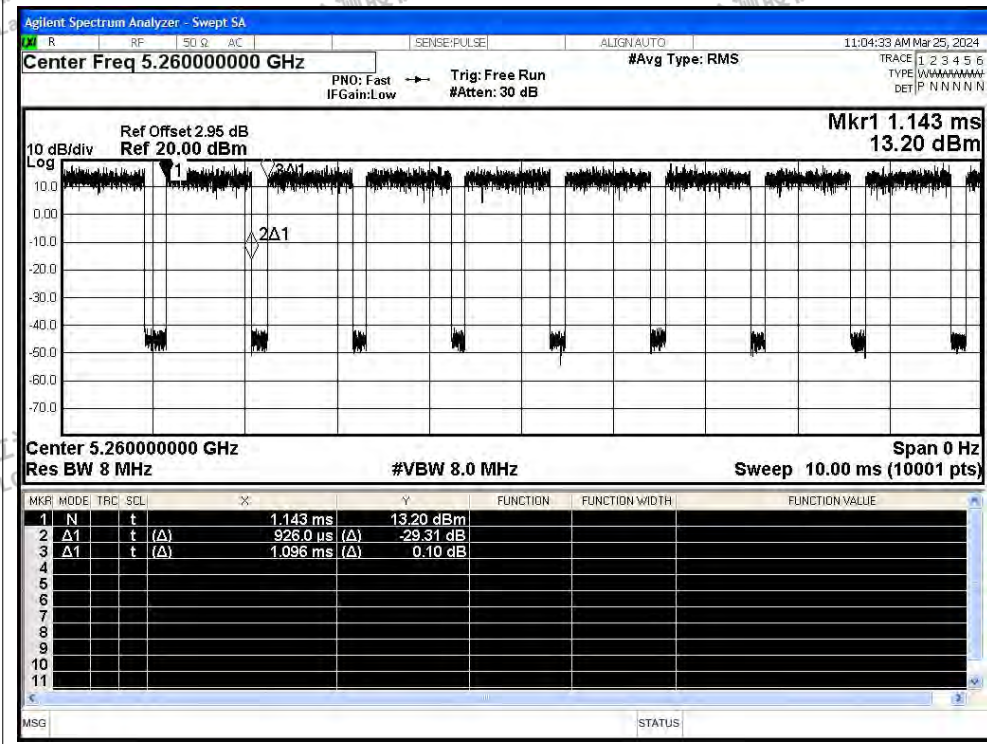 Agilent Spectrum Analyzer - Swept SA
R RF 50 Ω AC SENSE:PULSE ALIGN AUTO 11:04:33 AM Mar 25, 2024
Center Freq 5.260000000 GHz #Avg Type: RMS TRACE 1 2 3 4 5 6
PNO: Fast Trig: Free Run TYPE WWWWWW
IFGain:Low #Atten: 30 dB DET P N N N N N
Mkr1 1.143 ms
Ref Offset 2.95 dB
10 dB/div Ref 20.00 dBm 13.20 dBm
Log
1 3Δ1
10.0
0.00
2Δ1
-10.0
-20.0
-30.0
-40.0
-50.0
-60.0
-70.0
Center 5.260000000 GHz Span 0 Hz
Res BW 8 MHz #VBW 8.0 MHz Sweep 10.00 ms (10001 pts)
MKR MODE TRC SCL X Y FUNCTION FUNCTION WIDTH FUNCTION VALUE
1 N t 1.143 ms 13.20 dBm
2 Δ1 t (Δ) 926.0 µs (Δ) -29.31 dB
3 Δ1 t (Δ) 1.096 ms (Δ) 0.10 dB
4
5
6
7
8
9
10
11
MSG STATUS